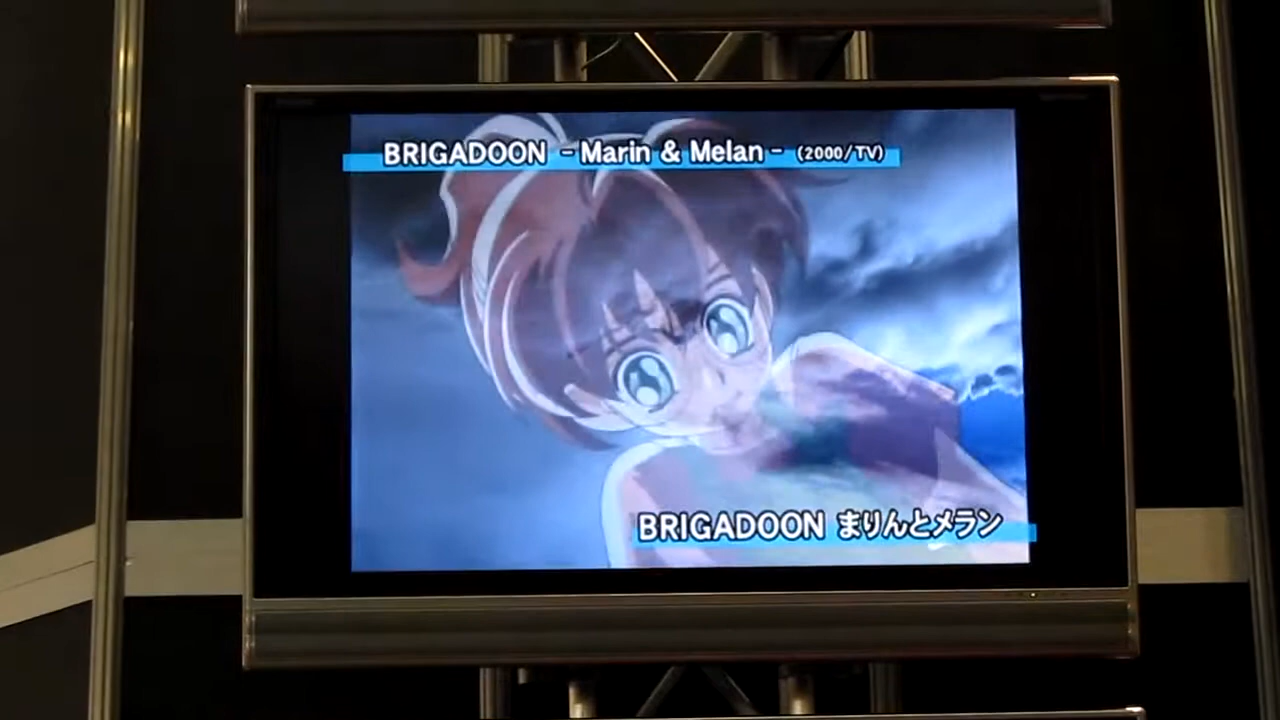 BRIGADOON -Marin & Melan- (2000/TV)
BRIGADOON まりんとメラン